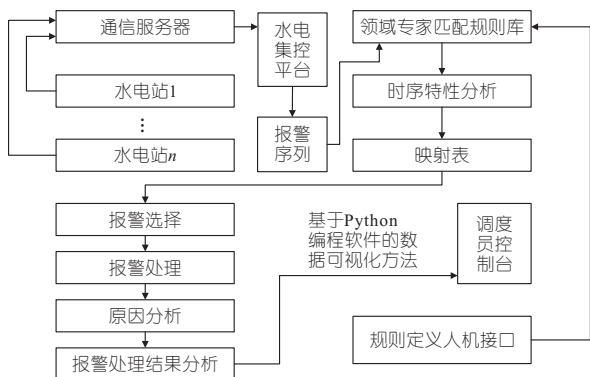 通信服务器
水电
集控
平台
领域专家匹配规则库
水电站1
时序特性分析
⋮
报警
序列
水电站n
映射表
报警选择
基于Python
编程软件的数
据可视化方法
调度
员控
制台
报警处理
原因分析
规则定义人机接口
报警处理结果分析